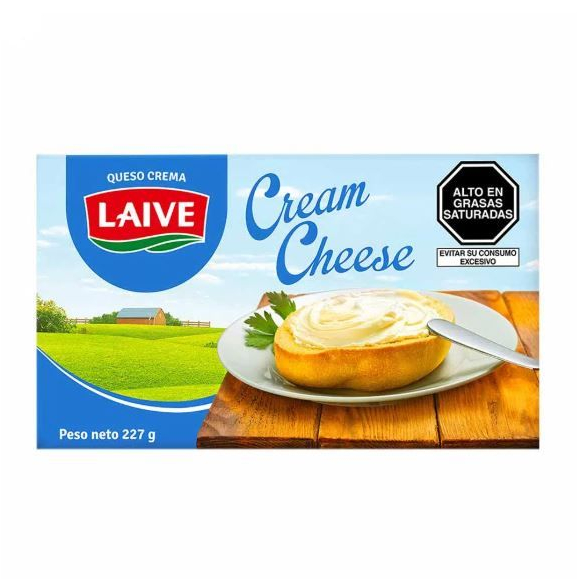 QUESO CREMA
LAIVE
Cream
Cheese
ALTO EN
GRASAS
SATURADAS
EVITAR SU CONSUMO
EXCESIVO
Peso neto 227 g